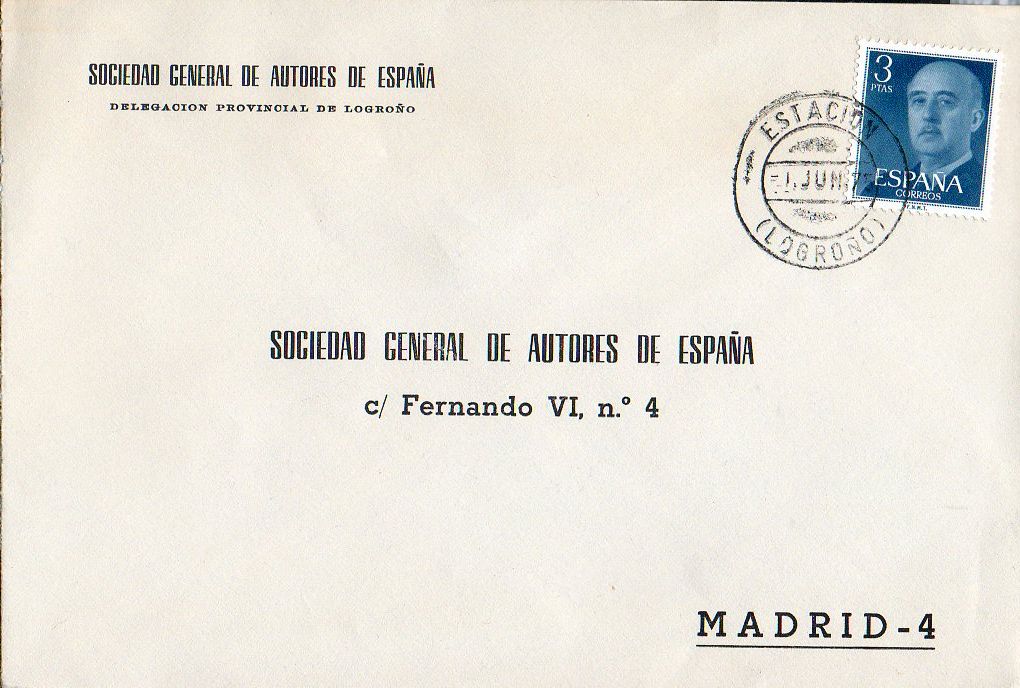 SOCIEDAD GENERAL DE AUTORES DE ESPAÑA
DELEGACION PROVINCIAL DE LOGROÑO
3
PTAS
ESPAÑA
CORREOS
ESTACION
1.JUN.
(LOGROÑO)
SOCIEDAD GENERAL DE AUTORES DE ESPAÑA
c/ Fernando VI, n.º 4
MADRID-4